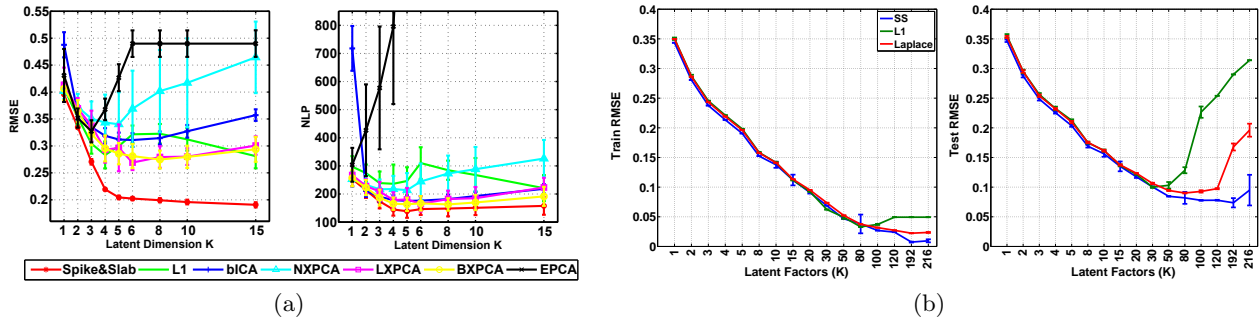 RMSE
0.55
0.5
0.45
0.4
0.35
0.3
0.25
0.2
1 2 3 4 5 6 8 10 15
Latent Dimension K
NLP
800
700
600
500
400
300
200
100
1 2 3 4 5 6 8 10 15
Latent Dimension K
Spike&Slab L1 bICA NXPCA LXPCA BXPCA EPCA
(a)
Train RMSE
0.4
0.35
0.3
0.25
0.2
0.15
0.1
0.05
0
1 2 3 4 5 8 10 15 20 30 50 80 100 120 192 216
Latent Factors (K)
SS
L1
Laplace
Test RMSE
0.4
0.35
0.3
0.25
0.2
0.15
0.1
0.05
0
1 2 3 4 5 8 10 15 20 30 50 80 100 120 192 216
Latent Factors (K)
(b)